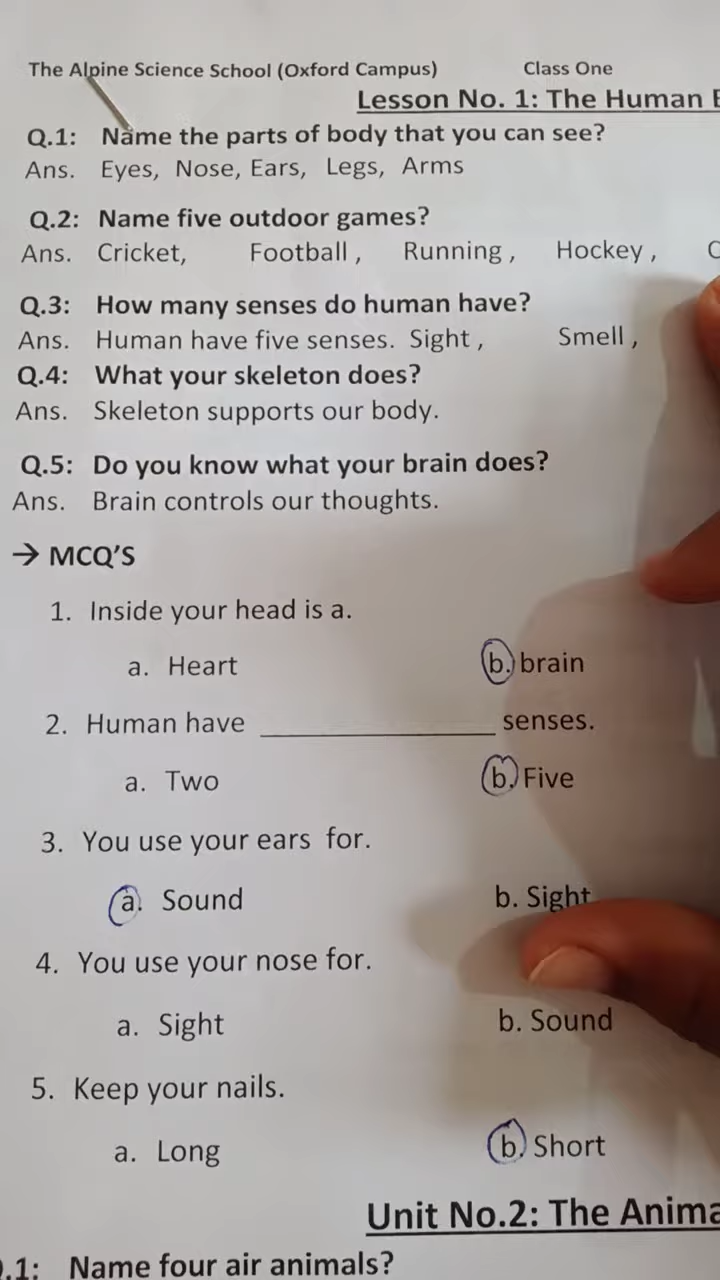 The Alpine Science School (Oxford Campus) Class One
Lesson No. 1: The Human
Q.1: Name the parts of body that you can see?
Ans. Eyes, Nose, Ears, Legs, Arms
Q.2: Name five outdoor games?
Ans. Cricket, Football , Running , Hockey ,
Q.3: How many senses do human have?
Ans. Human have five senses. Sight , Smell ,
Q.4: What your skeleton does?
Ans. Skeleton supports our body.
Q.5: Do you know what your brain does?
Ans. Brain controls our thoughts.
→ MCQ'S
1. Inside your head is a.
a. Heart b. brain
2. Human have _______________ senses.
a. Two b. Five
3. You use your ears for.
a. Sound b. Sight
4. You use your nose for.
a. Sight b. Sound
5. Keep your nails.
a. Long b. Short
Unit No.2: The
.1: Name four air animals?